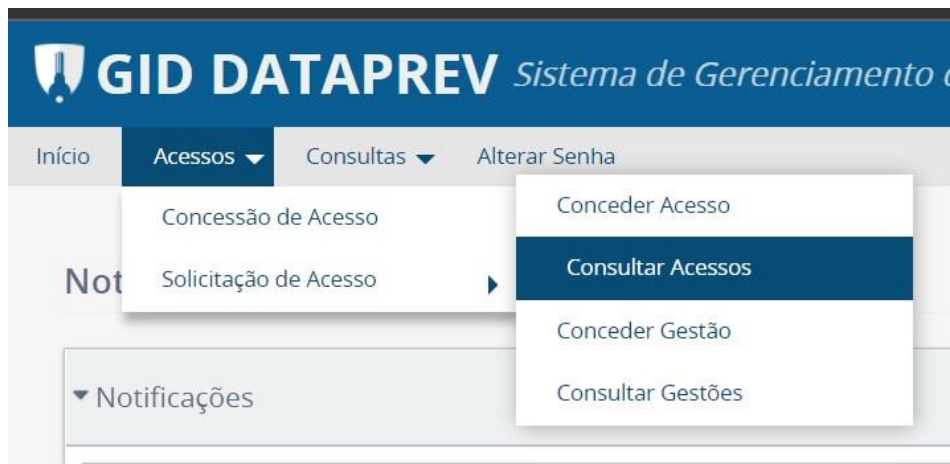 GID DATAPREV Sistema de Gerenciamento
Início Acessos Consultas Alterar Senha
Concessão de Acesso
Solicitação de Acesso
Conceder Acesso
Consultar Acessos
Conceder Gestão
Consultar Gestões
Not
Notificações